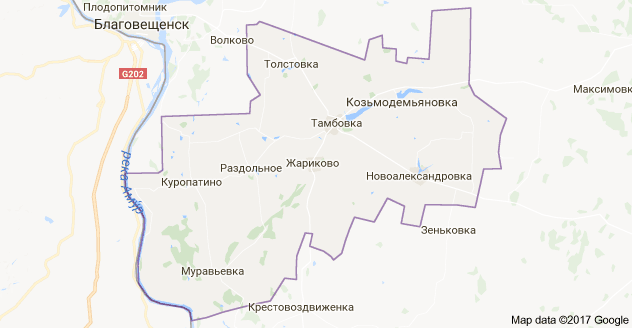 Плодопитомник
Благовещенск
Волково
G202
Толстовка
Козьмодемьяновка
Максимовк
Тамбовка
река Амур
Раздольное
Жариково
Куропатино
Новоалександровка
Зеньковка
Муравьевка
Крестовоздвиженка
Map data ©2017 Google